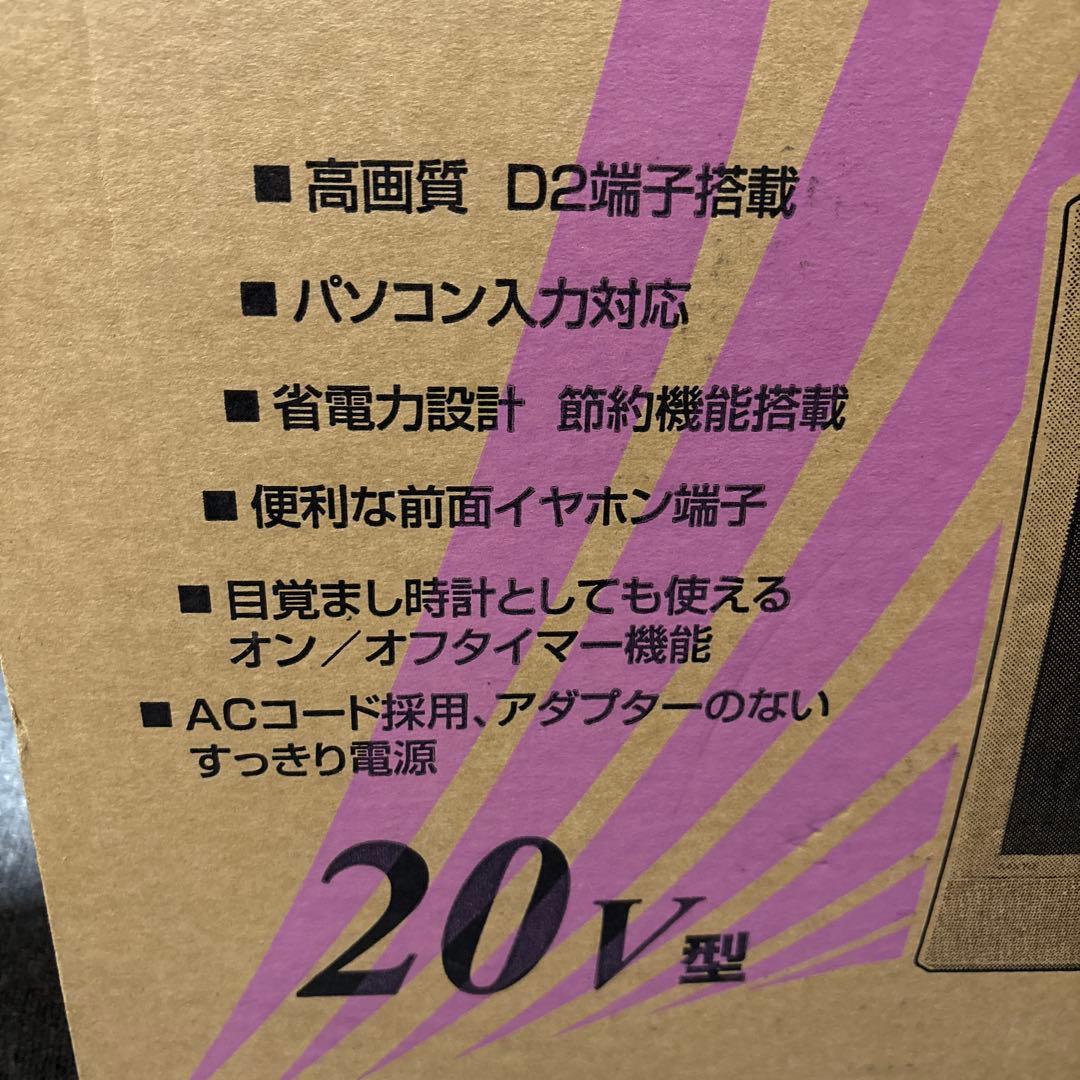 ■ 高画質 D2端子搭載
■ パソコン入力対応
■ 省電力設計 節約機能搭載
■ 便利な前面イヤホン端子
■ 目覚まし時計としても使える
オン／オフタイマー機能
■ ACコード採用、アダプターのない
すっきり電源
20V型